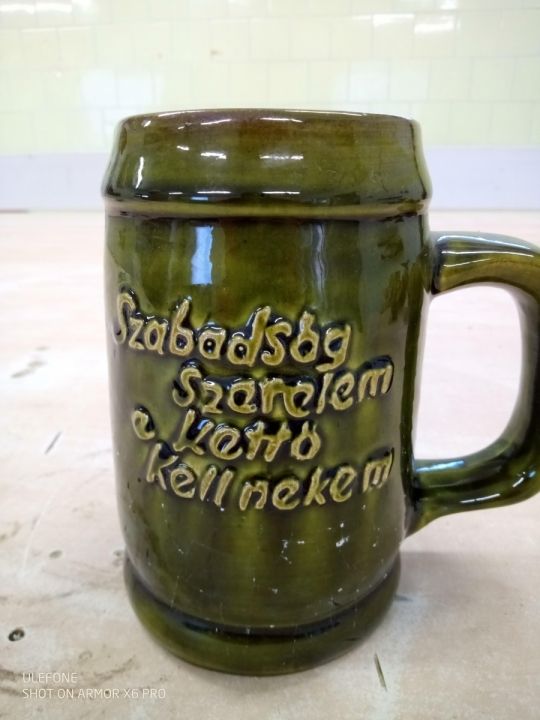 Szabadság
Szerelem
e Kettő
Kell nekem
ULEFONE
SHOT ON ARMOR X6 PRO